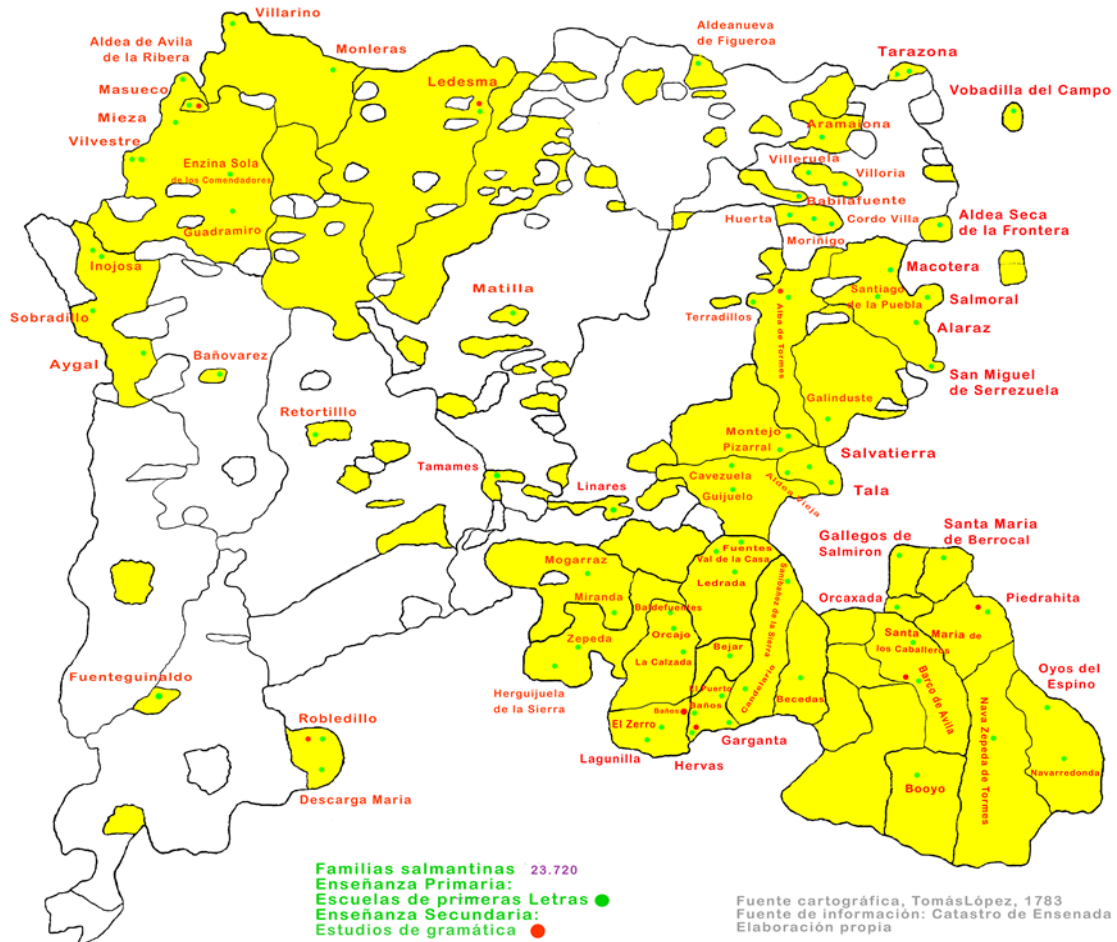 Villarino
Aldea de Avila
de la Ribera
Monleras
Aldeanueva
de Figueroa
Tarazona
Masueco
Ledesma
Vobadilla del Campo
Mieza
Aramaiona
Vilvestre
Enzina Sola
de los Comendadores
Villeruela
Villoria
Babilafuente
Guadramiro
Huerta
Cordo Villa
Aldea Seca
de la Frontera
Moriñigo
Inojosa
Macotera
Matilla
Santiago
de la Puebla
Salmoral
Sobradillo
Terradillos
Alba de Tormes
Alaraz
Aygal
Bañovarez
San Miguel
de Serrezuela
Retortilllo
Galinduste
Montejo
Pizarral
Salvatierra
Tamames
Cavezuela
Aldea Vieja
Linares
Guijuelo
Tala
Gallegos de
Salmiron
Santa Maria
de Berrocal
Fuentes
Val de la Casa
Mogarraz
Ledrada
Sanibañez de la Sierra
Miranda
Baldefuentes
Orcaxada
Piedrahita
Zepeda
Orcajo
Bejar
Santa Maria de
los Caballeros
La Calzada
Oyos del
Espino
Fuenteguinaldo
Herguijuela
de la Sierra
El Puerto
Candelario
Becedas
Barco de Avila
Nava Zepeda de Tormes
Baños
Baños
Robledillo
El Zerro
Garganta
Lagunilla
Hervas
Navarredonda
Booyo
Descarga Maria
Familias salmantinas 23.720
Enseñanza Primaria:
Escuelas de primeras Letras
Enseñanza Secundaria:
Estudios de gramática
Fuente cartográfica, TomásLópez, 1783
Fuente de información: Catastro de Ensenada
Elaboración propia